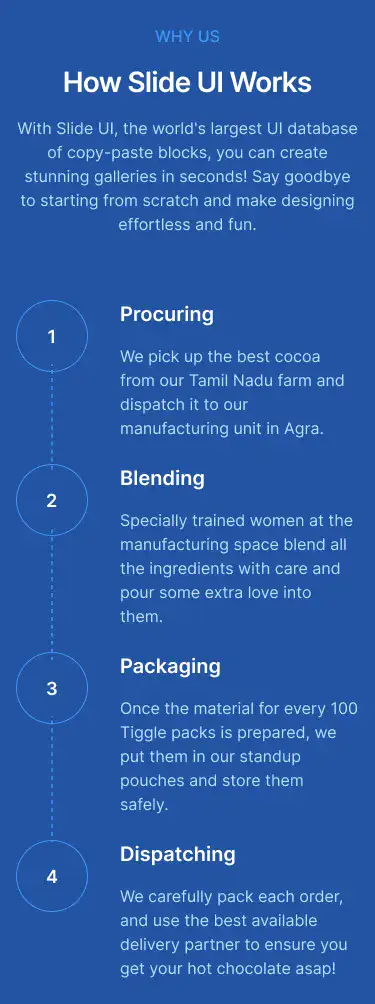 WHY US
How Slide UI Works
With Slide UI, the world's largest UI database
of copy-paste blocks, you can create
stunning galleries in seconds! Say goodbye
to starting from scratch and make designing
effortless and fun.
1
Procuring
We pick up the best cocoa
from our Tamil Nadu farm and
dispatch it to our
manufacturing unit in Agra.
2
Blending
Specially trained women at the
manufacturing space blend all
the ingredients with care and
pour some extra love into
them.
3
Packaging
Once the material for every 100
Tiggle packs is prepared, we
put them in our standup
pouches and store them
safely.
4
Dispatching
We carefully pack each order,
and use the best available
delivery partner to ensure you
get your hot chocolate asap!